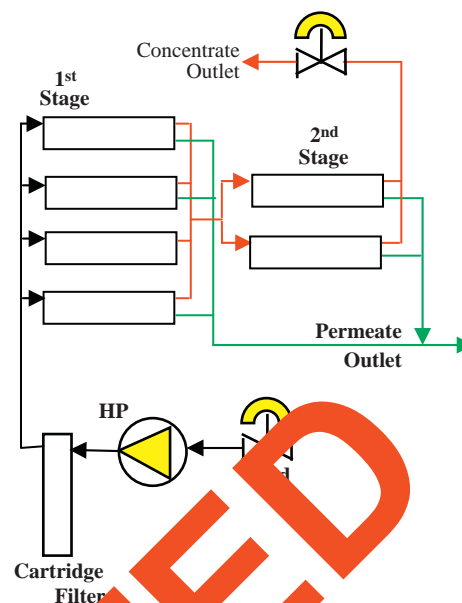 Concentrate
Outlet
1st
Stage
2nd
Stage
Permeate
Outlet
HP
Cartridge
Filter